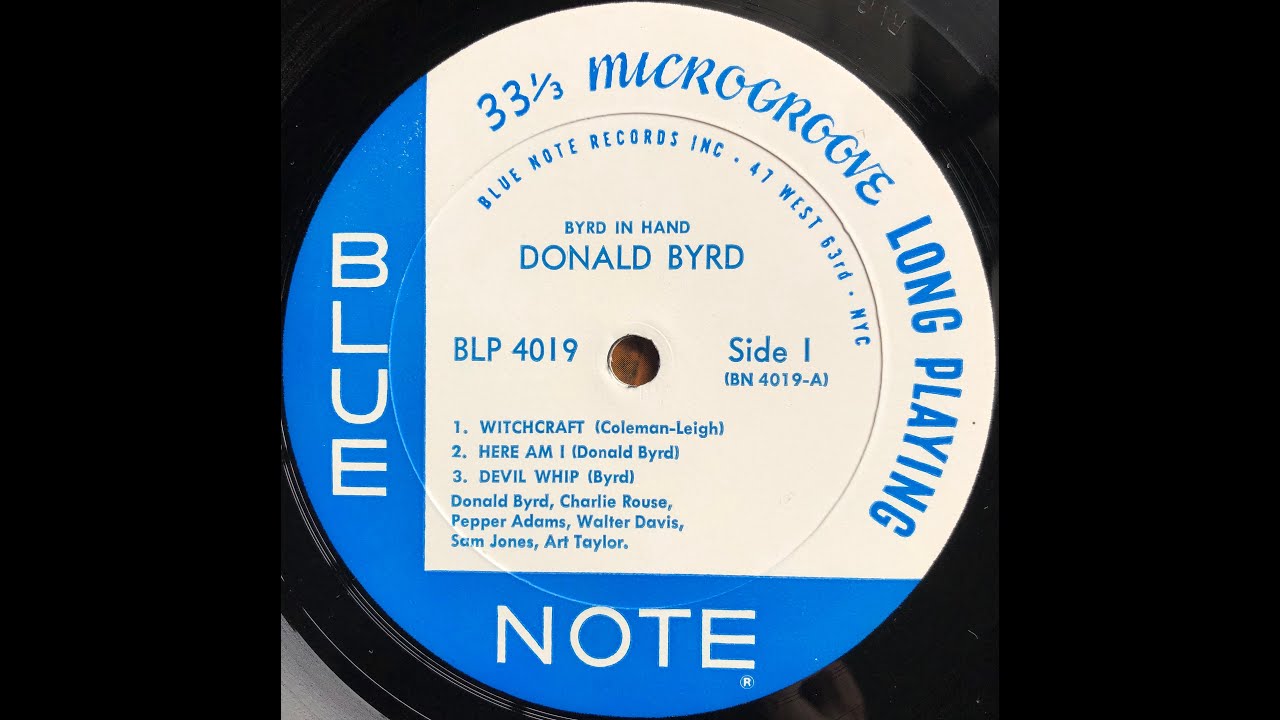 33⅓ MICROGROOVE LONG PLAYING
BLUE NOTE RECORDS INC · 47 WEST 63rd · NYC
BYRD IN HAND
DONALD BYRD
BLP 4019
Side 1
(BN 4019-A)
1. WITCHCRAFT (Coleman-Leigh)
2. HERE AM I (Donald Byrd)
3. DEVIL WHIP (Byrd)
Donald Byrd, Charlie Rouse,
Pepper Adams, Walter Davis,
Sam Jones, Art Taylor.
BLUE
NOTE
®